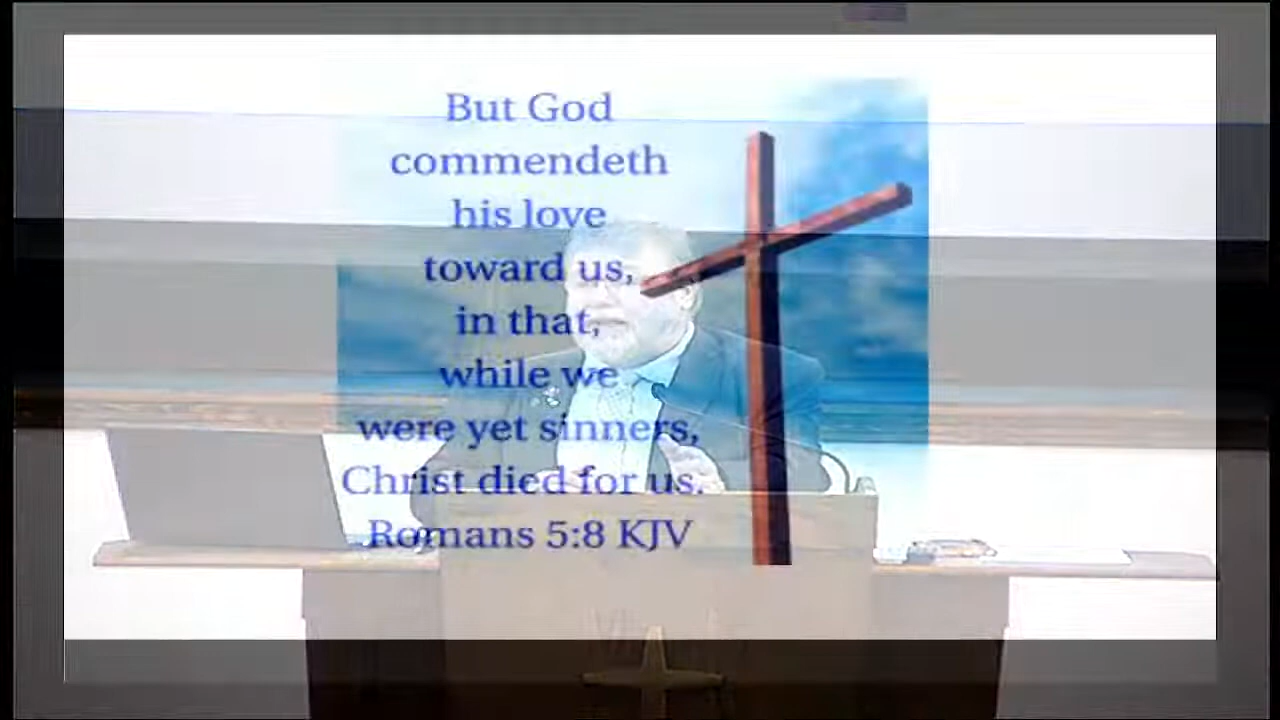 But God
commendeth
his love
toward us,
in that,
while we
were yet sinners,
Christ died for us.
Romans 5:8 KJV